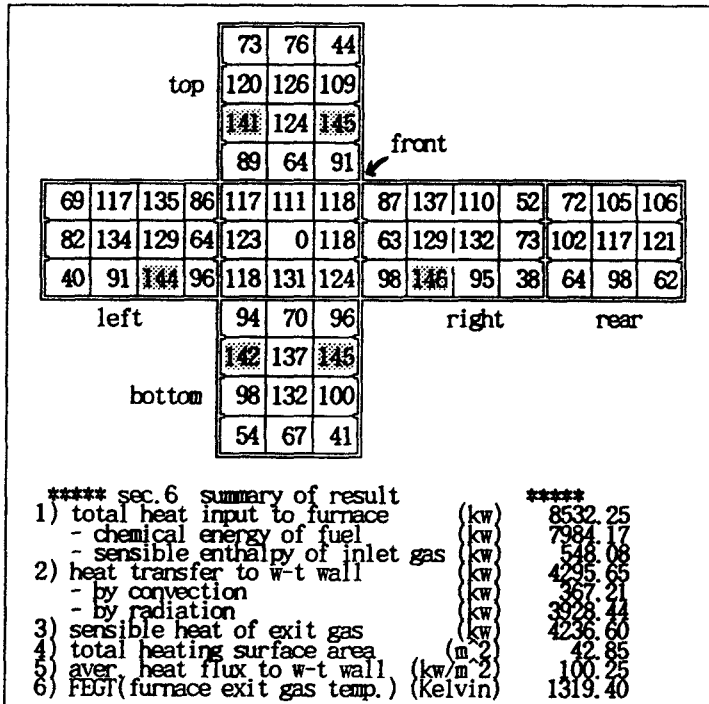 73 76 44
top 120 126 109
141 124 145
front
89 64 91
69 117 135 86 117 111 118 87 137 110 52 72 105 106
82 134 129 64 123 0 118 63 129 132 73 102 117 121
40 91 144 96 118 131 124 98 146 95 38 64 98 62
left 94 70 96 right rear
142 137 145
bottom 98 132 100
54 67 41
***** sec.6 summary of result *****
1) total heat input to furnace (kw) 8532.25
- chemical energy of fuel (kw) 7984.17
- sensible enthalpy of inlet gas (kw) 548.08
2) heat transfer to w-t wall (kw) 4295.65
- by convection (kw) 367.21
- by radiation (kw) 3928.44
3) sensible heat of exit gas (kw) 4236.60
4) total heating surface area (m^2) 42.85
5) aver. heat flux to w-t wall (kw/m^2) 100.25
6) FEGT(furnace exit gas temp.) (Kelvin) 1319.40